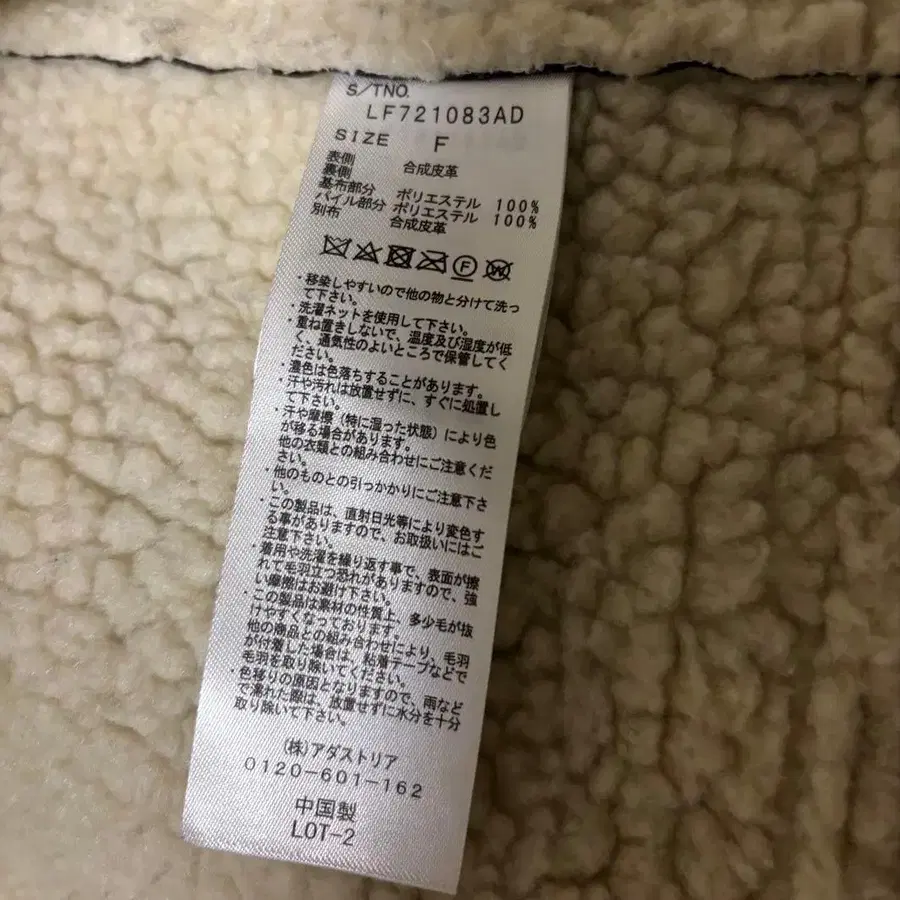 S/TNO.
LF721083AD
SIZE F
表側 合成皮革
裏側
基布部分 ポリエステル 100%
パイル部分 ポリエステル 100%
別布 合成皮革
F W
・移染しやすいので他の物と分けて洗っ
て下さい。
・洗濯ネットを使用して下さい。
・重ね置きしないで、温度及び湿度が低
く、通気性のよいところで保管してく
ださい。
・濃色は色落ちすることがあります。
・汗や汚れは放置せずに、すぐに処置し
て下さい。
・汗や摩擦（特に湿った状態）により色
が移る場合があります。
他の衣類との組み合わせにご注意くだ
さい。
・他のものとの引っかかりにご注意下さ
い。
・この製品は、直射日光等により変色す
る事がありますので、お取扱いにはご
注意下さい。
・着用や洗濯を繰り返す事で、表面が擦
れて毛羽立つ恐れがありますので、強
い摩擦はお避け下さい。
・この製品は素材の性質上、多少毛が抜
けやすくなっております。
他の商品との組み合わせにより、毛羽
が付着した場合は、粘着テープなどで
毛羽を取り除いてください。
・色移りの原因となりますので、雨など
で濡れた際は、放置せずに水分を十分
取り除いて下さい。
(株)アダストリア
0120-601-162
中国製
LOT-2